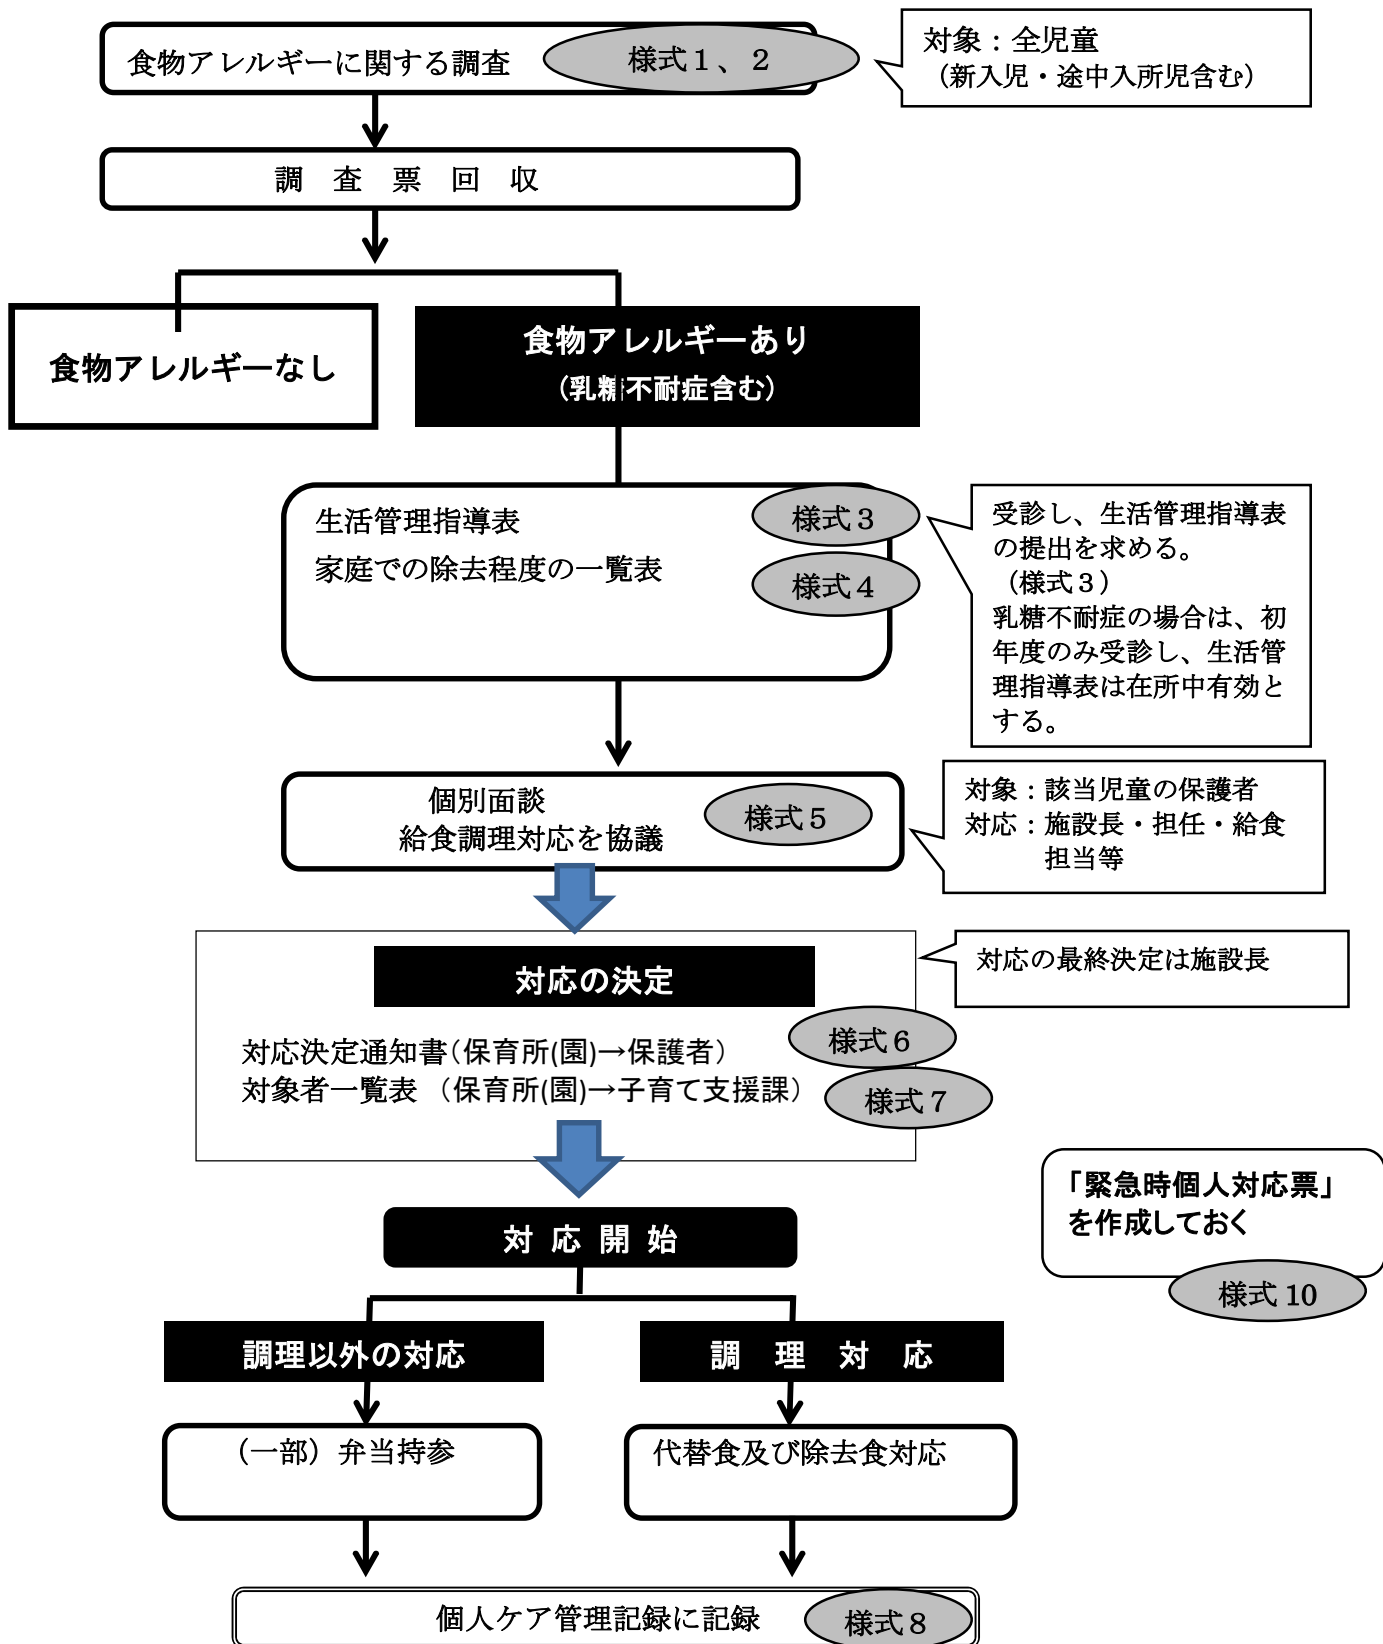 食物アレルギーに関する調査
様式１、２
対象：全児童
（新入児・途中入所児含む）
調　査　票　回　収
食物アレルギーなし
食物アレルギーあり
（乳糖不耐症含む）
生活管理指導表
家庭での除去程度の一覧表
様式３
様式４
受診し、生活管理指導表
の提出を求める。
（様式３）
乳糖不耐症の場合は、初
年度のみ受診し、生活管
理指導表は在所中有効と
する。
個別面談
給食調理対応を協議
様式５
対象：該当児童の保護者
対応：施設長・担任・給食
担当等
対応の決定
対応の最終決定は施設長
対応決定通知書（保育所(園)→保護者）
対象者一覧表 （保育所(園)→子育て支援課）
様式６
様式７
「緊急時個人対応票」
を作成しておく
様式 10
対 応 開 始
調理以外の対応
調　理　対　応
（一部）弁当持参
代替食及び除去食対応
個人ケア管理記録に記録
様式８